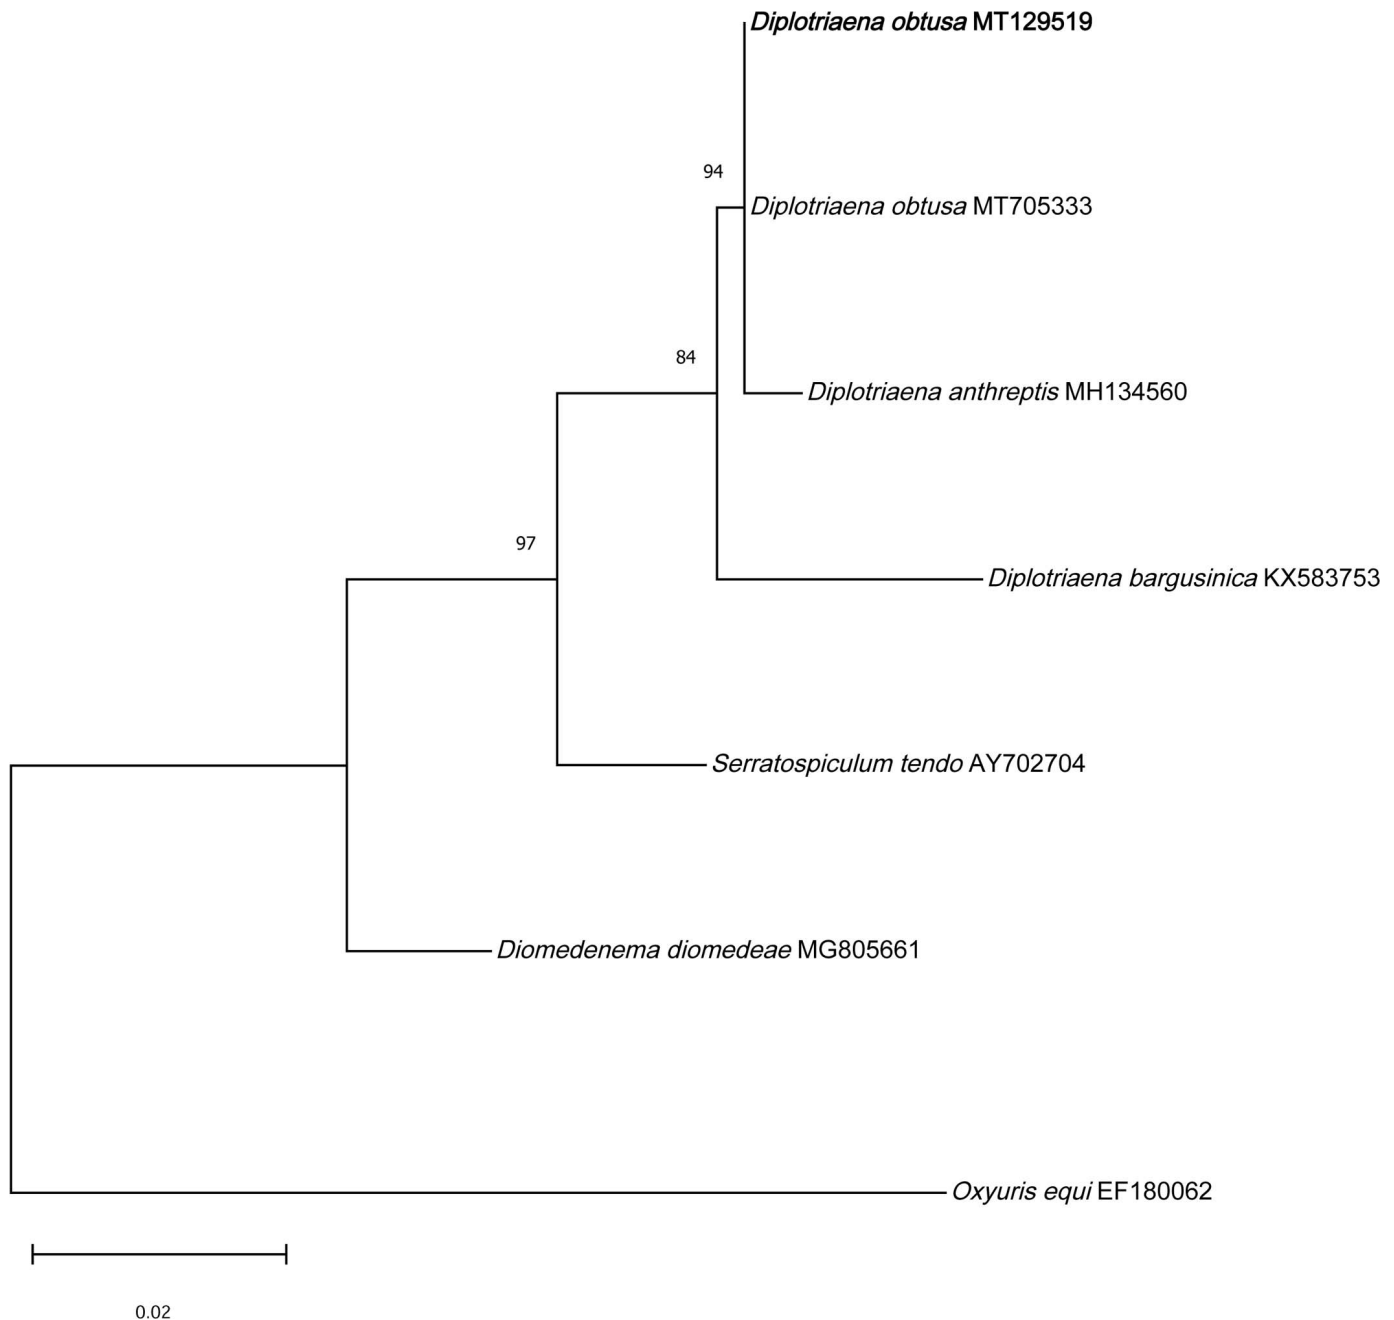 Diplotriaena obtusa MT129519
94
Diplotriaena obtusa MT705333
84
Diplotriaena anthreptis MH134560
97
Diplotriaena bargusinica KX583753
Serratospiculum tendo AY702704
Diomedenema diomedeae MG805661
Oxyuris equi EF180062
0.02